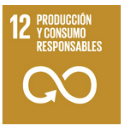 12 PRODUCCIÓN
Y CONSUMO
RESPONSABLES